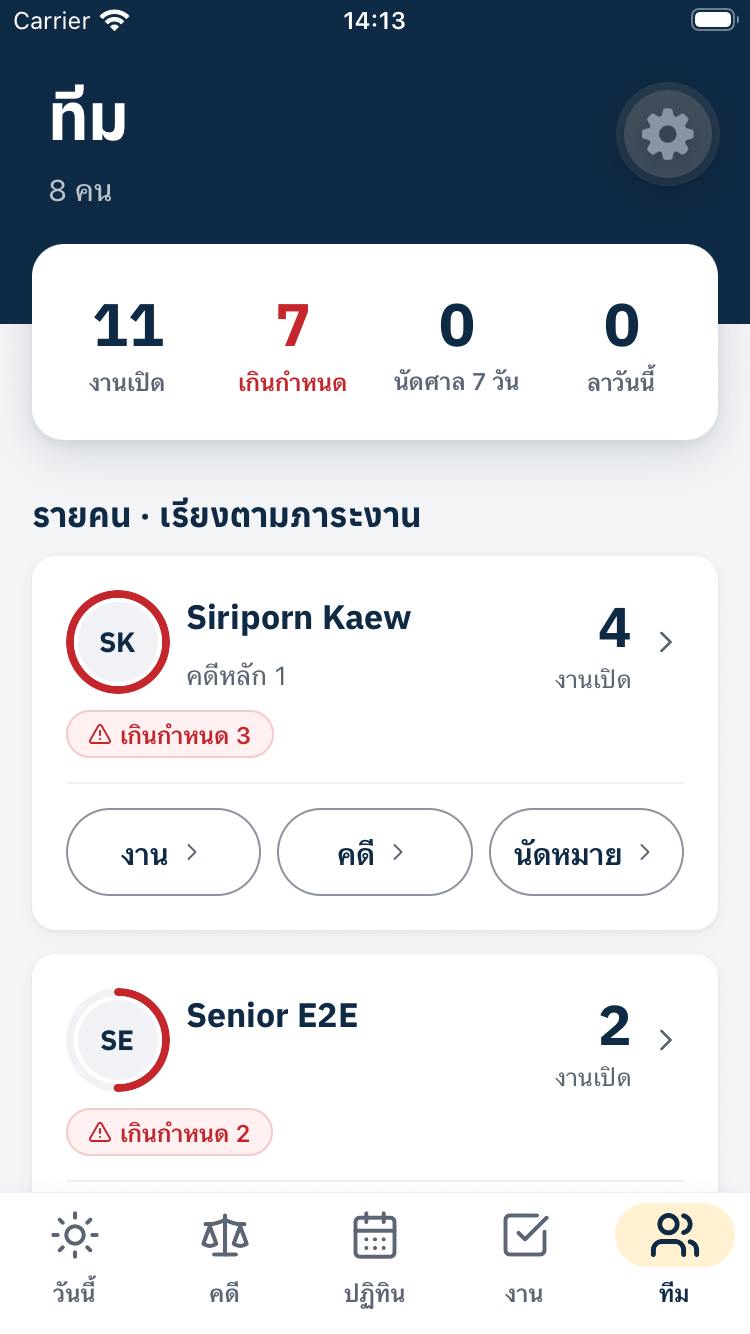 Carrier 14:13
ทีม
8 คน
11 7 0 0
งานเปิด เกินกำหนด นัดศาล 7 วัน ลาวันนี้
รายคน · เรียงตามภาระงาน
SK Siriporn Kaew 4
คดีหลัก 1 งานเปิด
เกินกำหนด 3
งาน คดี นัดหมาย
SE Senior E2E 2
งานเปิด
เกินกำหนด 2
วันนี้ คดี ปฏิทิน งาน ทีม